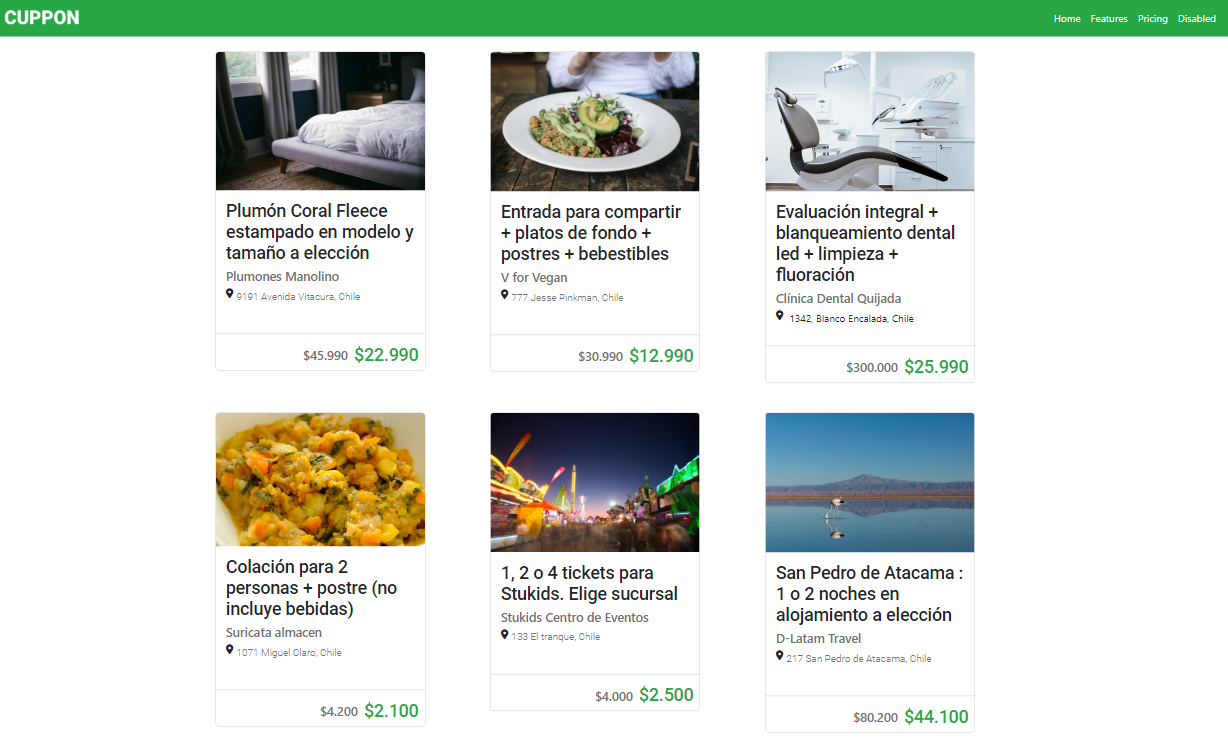 CUPPON
Home Features Pricing Disabled
Plumón Coral Fleece
estampado en modelo y
tamaño a elección
Plumones Manolino
9191 Avenida Vitacura, Chile
$45.990 $22.990
Entrada para compartir
+ platos de fondo +
postres + bebestibles
V for Vegan
777 Jesse Pinkman, Chile
$30.990 $12.990
Evaluación integral +
blanqueamiento dental
led + limpieza +
fluoración
Clínica Dental Quijada
1342, Blanco Encalada, Chile
$300.000 $25.990
Colación para 2
personas + postre (no
incluye bebidas)
Suricata almacen
1071 Miguel Claro, Chile
$4.200 $2.100
1, 2 o 4 tickets para
Stukids. Elige sucursal
Stukids Centro de Eventos
133 El tranque, Chile
$4.000 $2.500
San Pedro de Atacama :
1 o 2 noches en
alojamiento a elección
D-Latam Travel
217 San Pedro de Atacama, Chile
$80.200 $44.100